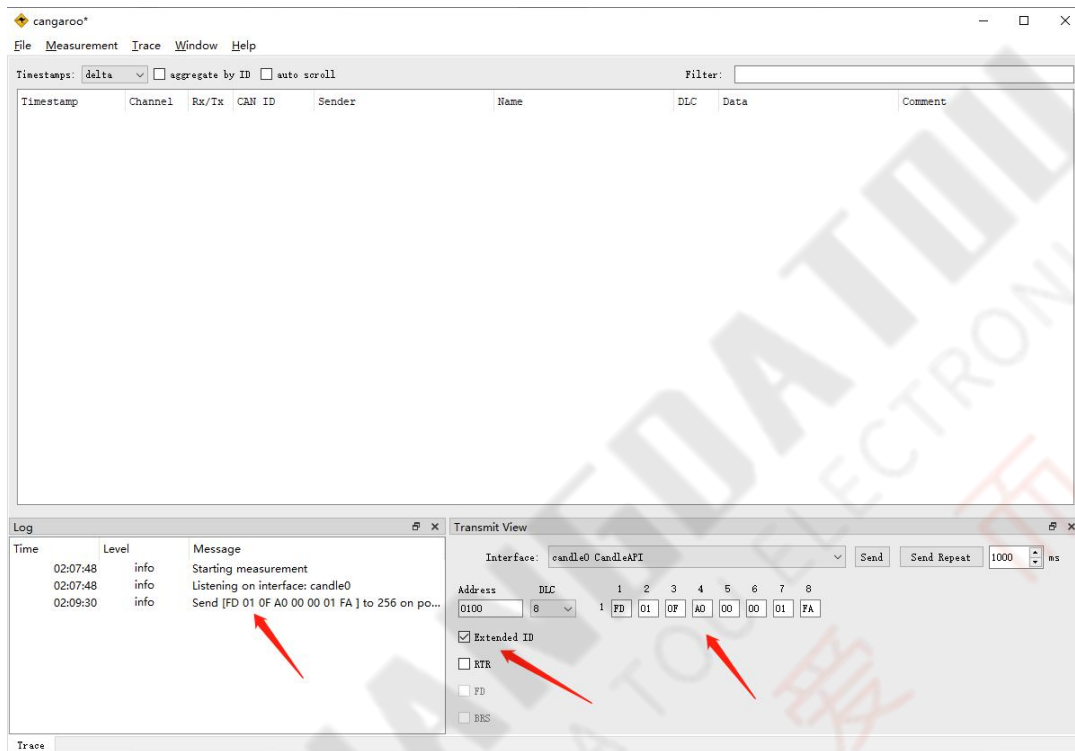 cangaroo*
File Measurement Trace Window Help
Timestamps: delta aggregate by ID auto scroll Filter:
Timestamp Channel Rx/Tx CAN ID Sender Name DLC Data Comment
Log
Time Level Message
02:07:48 info Starting measurement
02:07:48 info Listening on interface: candle0
02:09:30 info Send [FD 01 0F A0 00 00 01 FA ] to 256 on po...
Transmit View
Interface: candle0 CandleAPI Send Send Repeat 1000 ms
Address DLC 1 2 3 4 5 6 7 8
0100 8 1 FD 01 0F A0 00 00 01 FA
Extended ID
RTR
FD
BRS
Trace